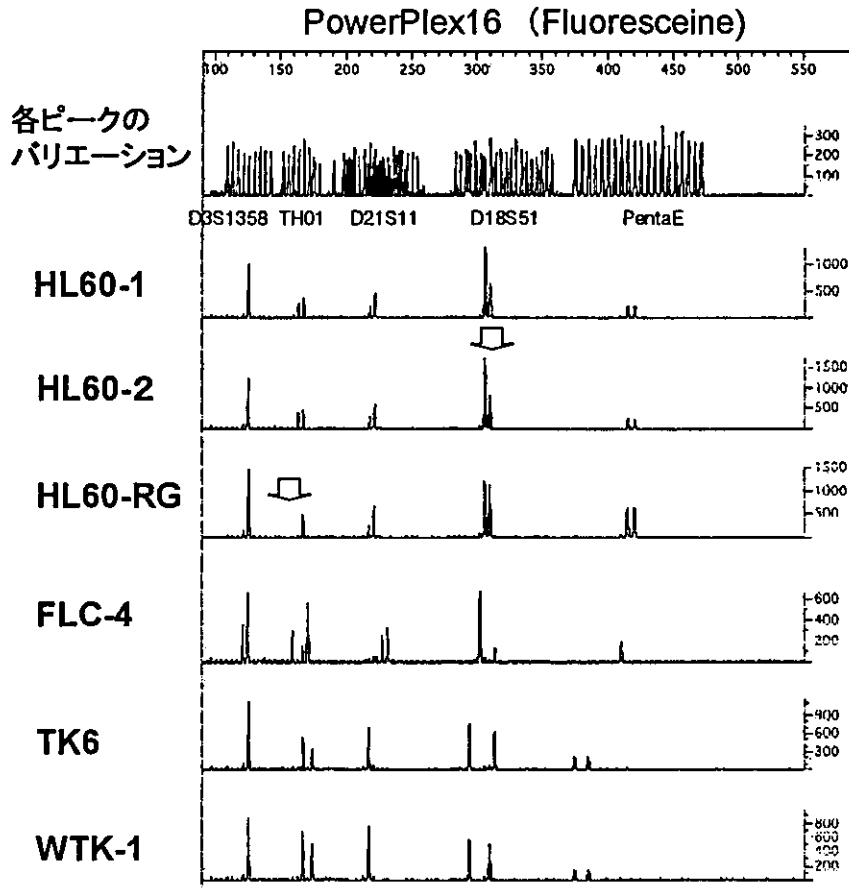 PowerPlex16 (Fluoresceine)
100 150 200 250 300 350 400 450 500 550
各ピークの
バリエーション
300
200
100
D3S1358 TH01 D21S11 D18S51 PentaE
HL60-1
1000
500
HL60-2
1500
1000
500
HL60-RG
1500
1000
500
FLC-4
600
400
200
TK6
900
600
300
WTK-1
800
600
400
200